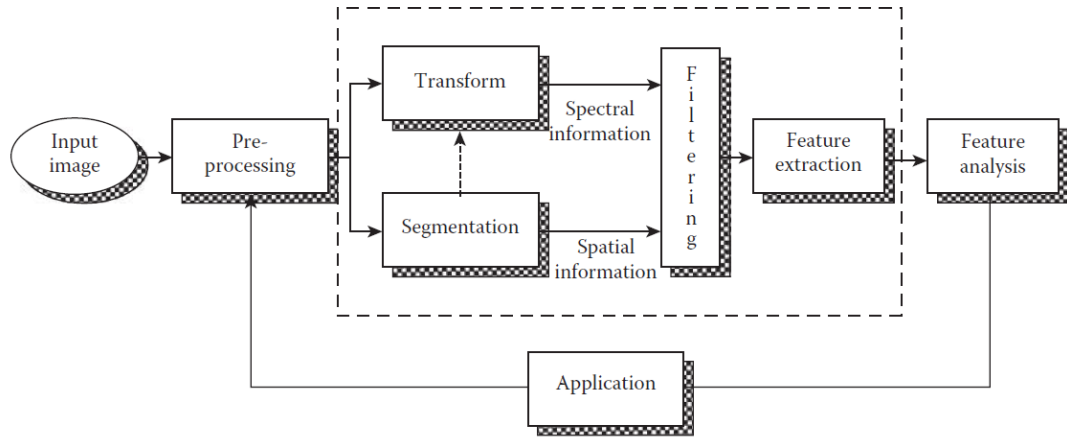 Input
image
Pre-
processing
Transform
Segmentation
Spectral
information
Spatial
information
F
i
l
t
e
r
i
n
g
Feature
extraction
Feature
analysis
Application